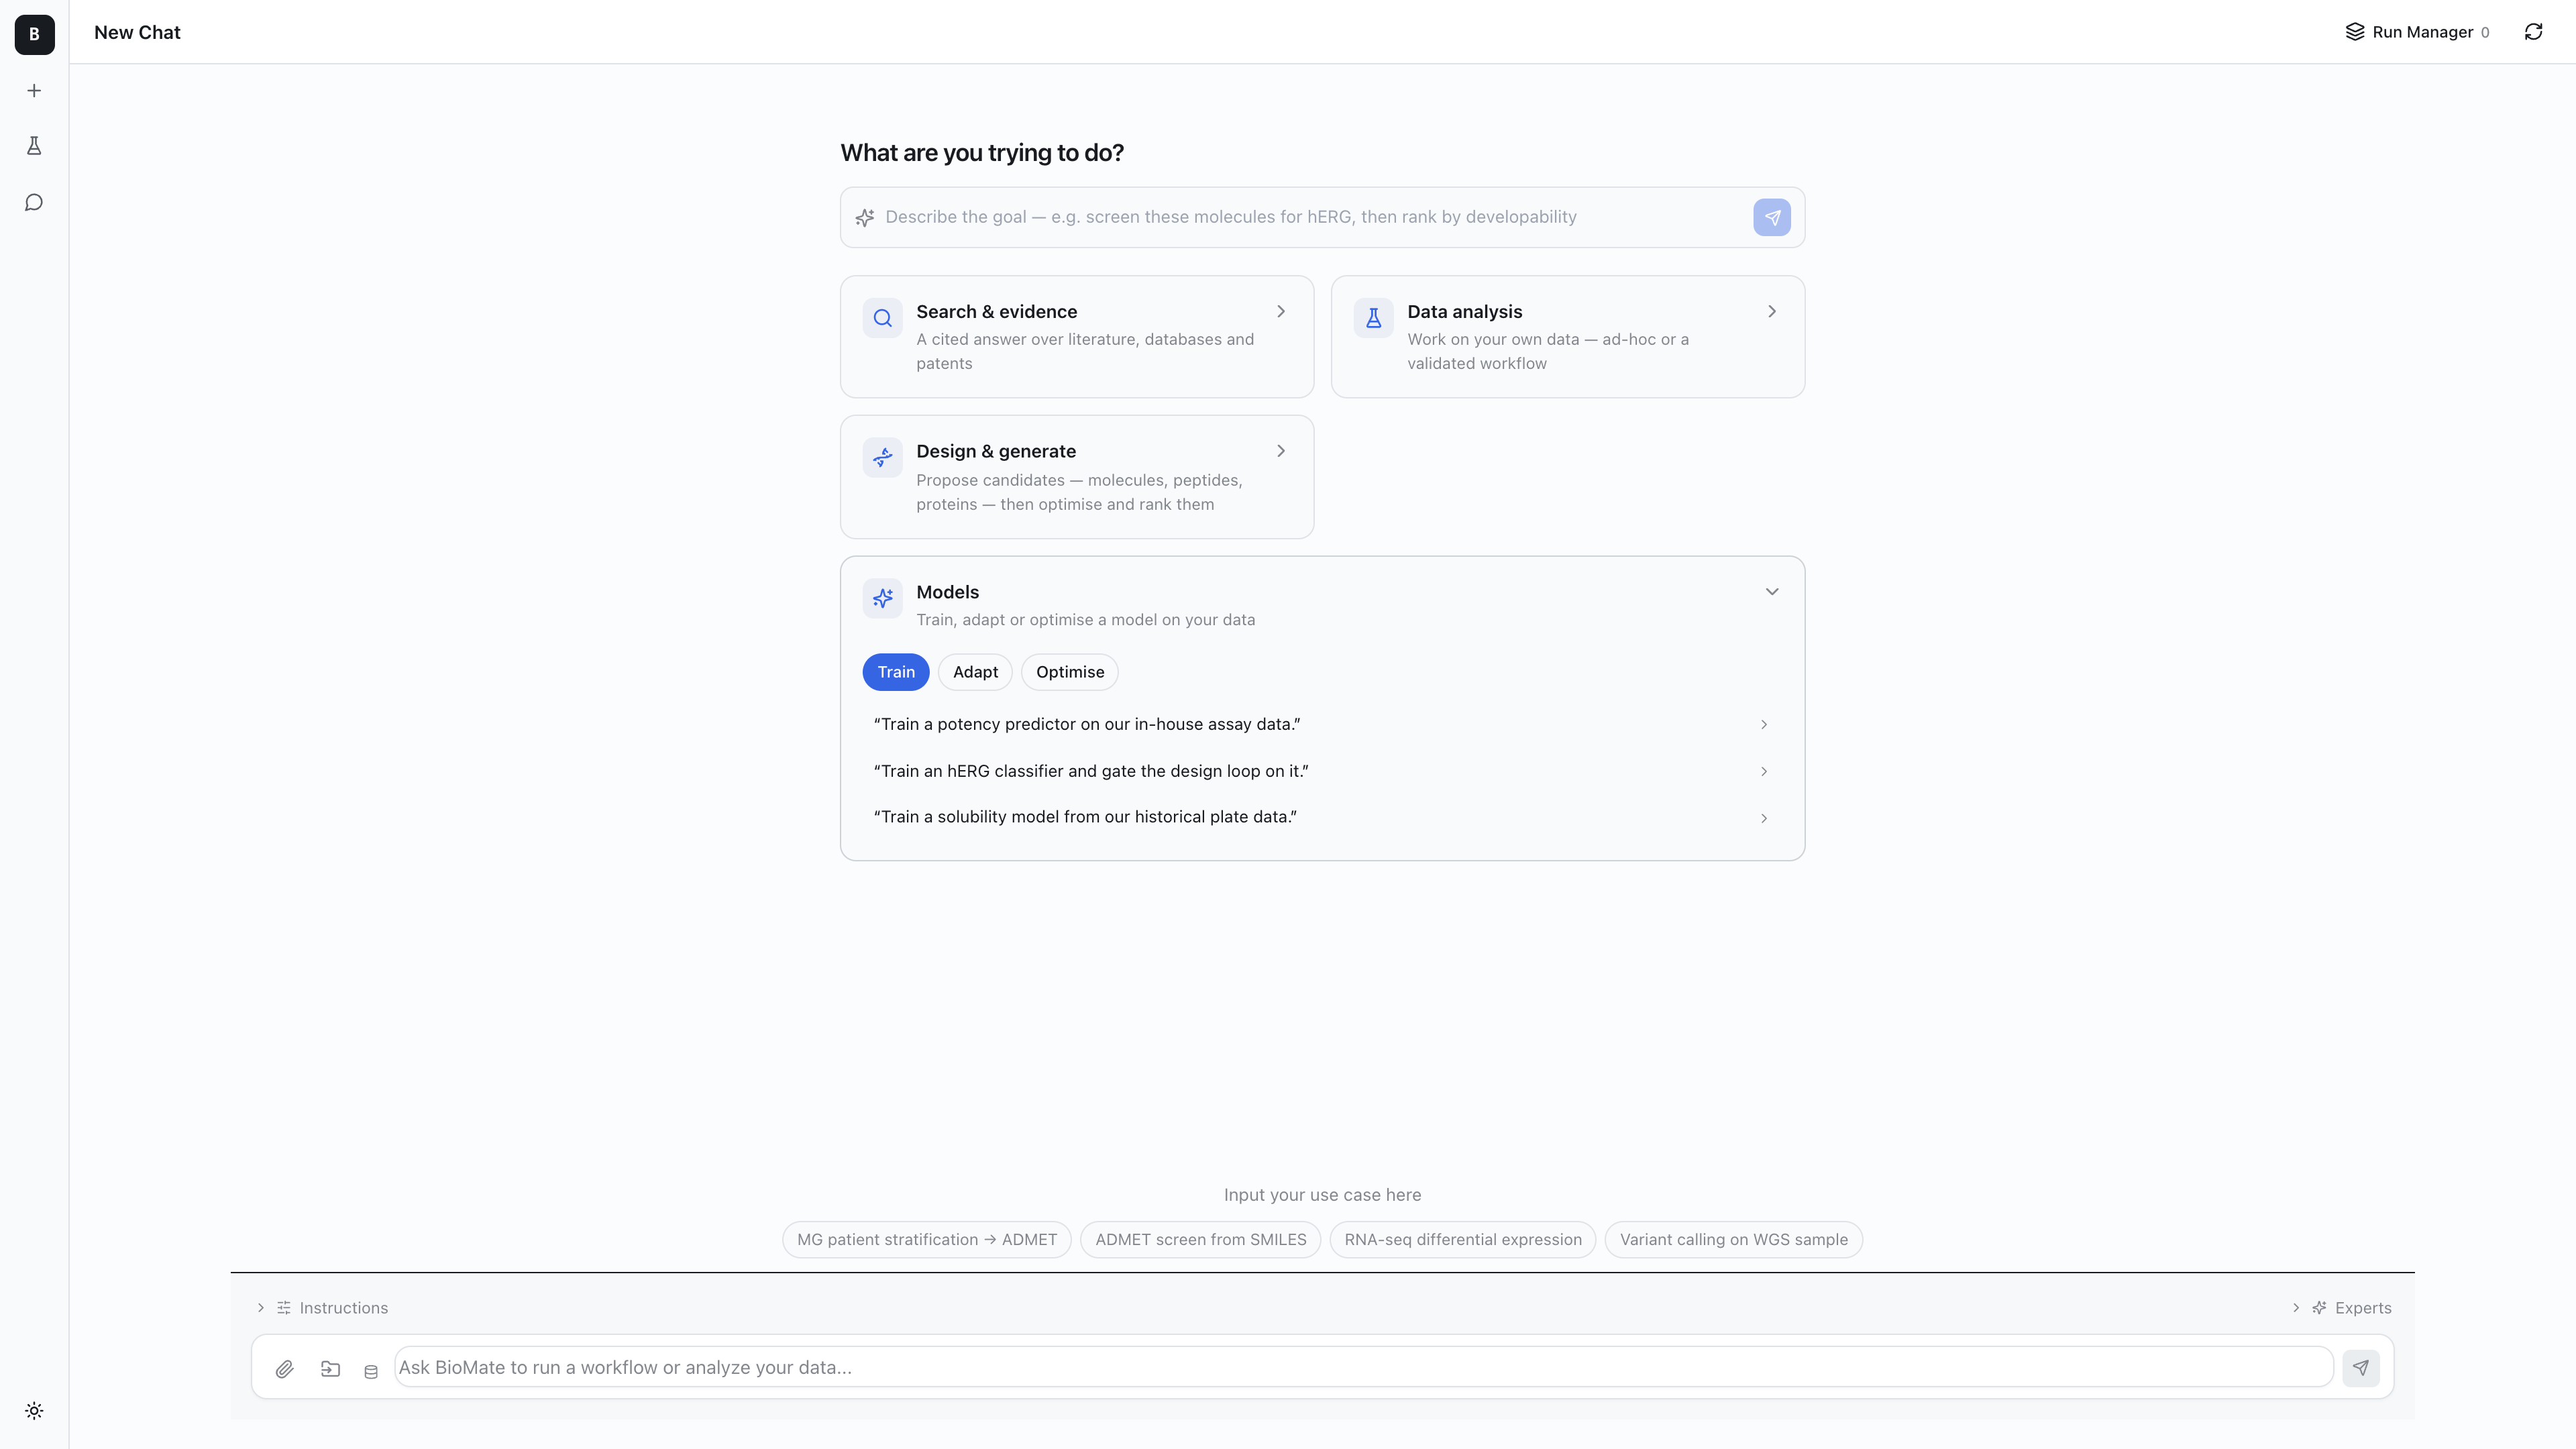 B
New Chat
Run Manager 0
What are you trying to do?
Describe the goal — e.g. screen these molecules for hERG, then rank by developability
Search & evidence
A cited answer over literature, databases and
patents
Data analysis
Work on your own data — ad-hoc or a
validated workflow
Design & generate
Propose candidates — molecules, peptides,
proteins — then optimise and rank them
Models
Train, adapt or optimise a model on your data
Train
Adapt
Optimise
“Train a potency predictor on our in-house assay data.”
“Train an hERG classifier and gate the design loop on it.”
“Train a solubility model from our historical plate data.”
Input your use case here
MG patient stratification → ADMET
ADMET screen from SMILES
RNA-seq differential expression
Variant calling on WGS sample
Instructions
Experts
Ask BioMate to run a workflow or analyze your data...